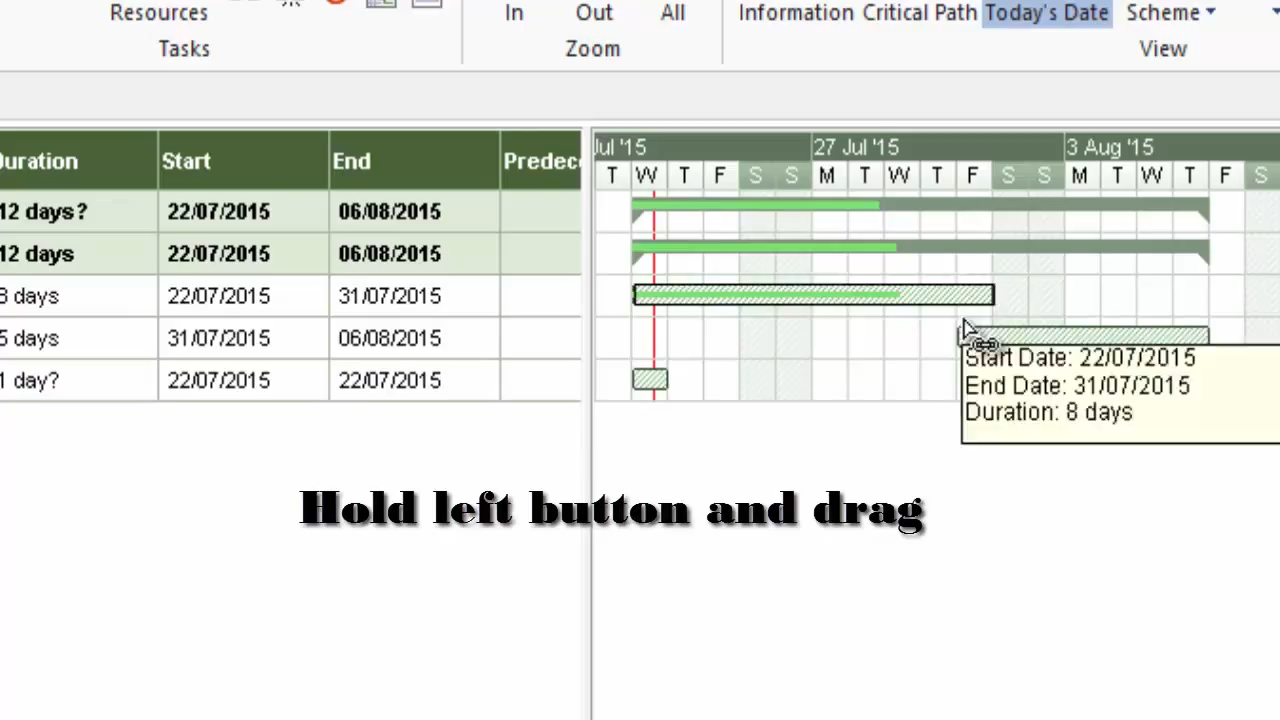 Resources
In Out All
Information Critical Path Today's Date Scheme
Tasks
Zoom
View
Start End
Jul '15 27 Jul '15 3 Aug '15
T W T F S S M T W T F S S M T W T F S
12 days? 22/07/2015 06/08/2015
12 days 22/07/2015 06/08/2015
8 days 22/07/2015 31/07/2015
5 days 31/07/2015 06/08/2015
1 day? 22/07/2015 22/07/2015
Start Date: 22/07/2015
End Date: 31/07/2015
Duration: 8 days
Hold left button and drag